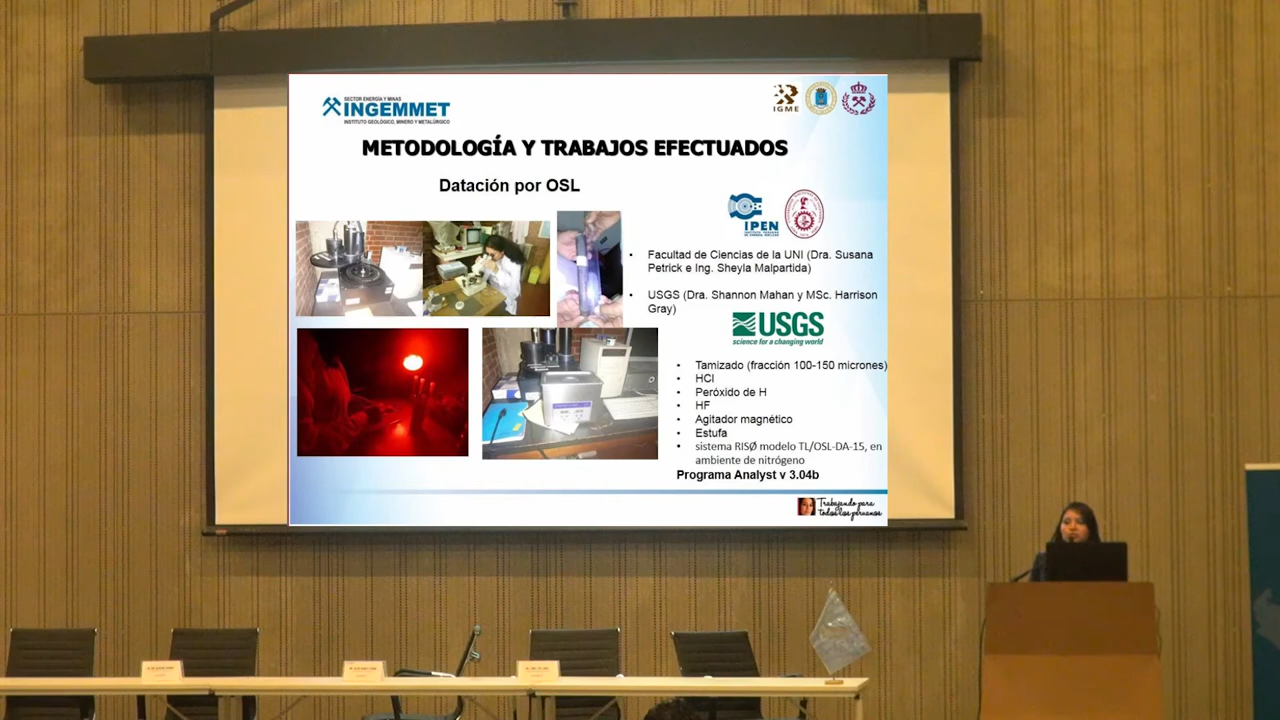 SECTOR ENERGÍA Y MINAS
INGEMMET
INSTITUTO GEOLÓGICO, MINERO Y METALÚRGICO
IGME
METODOLOGÍA Y TRABAJOS EFECTUADOS
Datación por OSL
IPEN
• Facultad de Ciencias de la UNI (Dra. Susana
Petrick e Ing. Sheyla Malpartida)
• USGS (Dra. Shannon Mahan y MSc. Harrison
Gray)
USGS
science for a changing world
• Tamizado (fracción 100-150 micrones)
• HCl
• Peróxido de H
• HF
• Agitador magnético
• Estufa
• sistema RISØ modelo TL/OSL-DA-15, en
ambiente de nitrógeno
Programa Analyst v 3.04b
Trabajando para
todos los peruanos